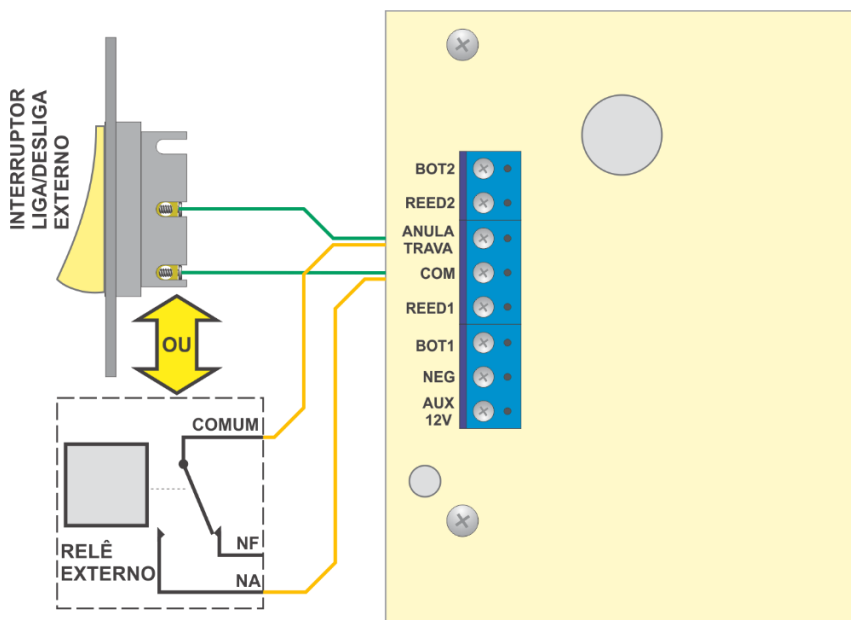 INTERRUPTOR
LIGA/DESLIGA
EXTERNO
OU
COMUM
NF
NA
RELÊ
EXTERNO
BOT2
REED2
ANULA
TRAVA
COM
REED1
BOT1
NEG
AUX
12V